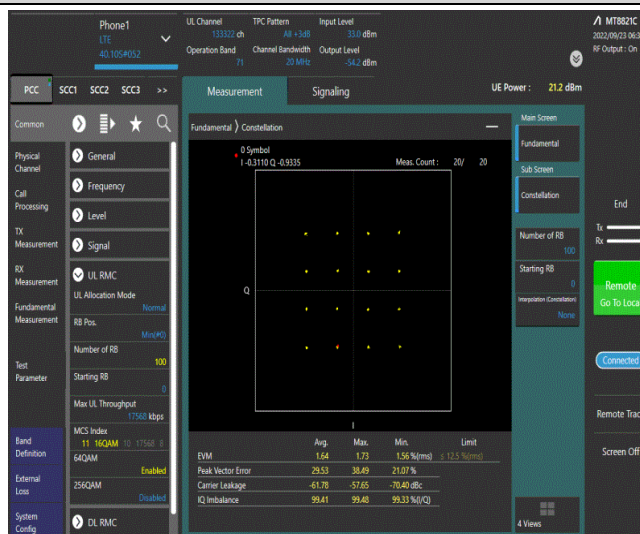 Phone1
LTE
40.10S#052
UL Channel
133322 ch
TPC Pattern
All +3dB
Input Level
33.0 dBm
Operation Band
71
Channel Bandwidth
20 MHz
Output Level
-54.2 dBm
MT8821C
2022/09/23 06:3
RF Output : On
PCC SCC1 SCC2 SCC3 >>
Measurement
Signaling
UE Power : 21.2 dBm
Common
Physical
Channel
Call
Processing
TX
Measurement
RX
Measurement
Fundamental
Measurement
Test
Parameter
Band
Definition
External
Loss
System
Config
General
Frequency
Level
Signal
UL RMC
UL Allocation Mode
Normal
RB Pos.
Min(#0)
Number of RB
100
Starting RB
0
Max UL Throughput
17568 kbps
MCS Index
11 16QAM 10 17568 8
64QAM
Enabled
256QAM
Disabled
DL RMC
Fundamental 〉 Constellation
0 Symbol
I -0.3110 Q -0.9335
Meas. Count : 20/ 20
Q
I
Avg. Max. Min. Limit
EVM 1.64 1.73 1.56 %(rms) ≤ 12.5 %(rms)
Peak Vector Error 29.53 38.49 21.07 %
Carrier Leakage -61.78 -57.65 -70.40 dBc
IQ Imbalance 99.41 99.48 99.33 %(I/Q)
Main Screen
Fundamental
Sub Screen
Constellation
Number of RB
100
Starting RB
0
Interpolation (Constellation)
None
4 Views
End
Tx
Rx
Remote
Go To Loca
Connected
Remote Trac
Screen Off